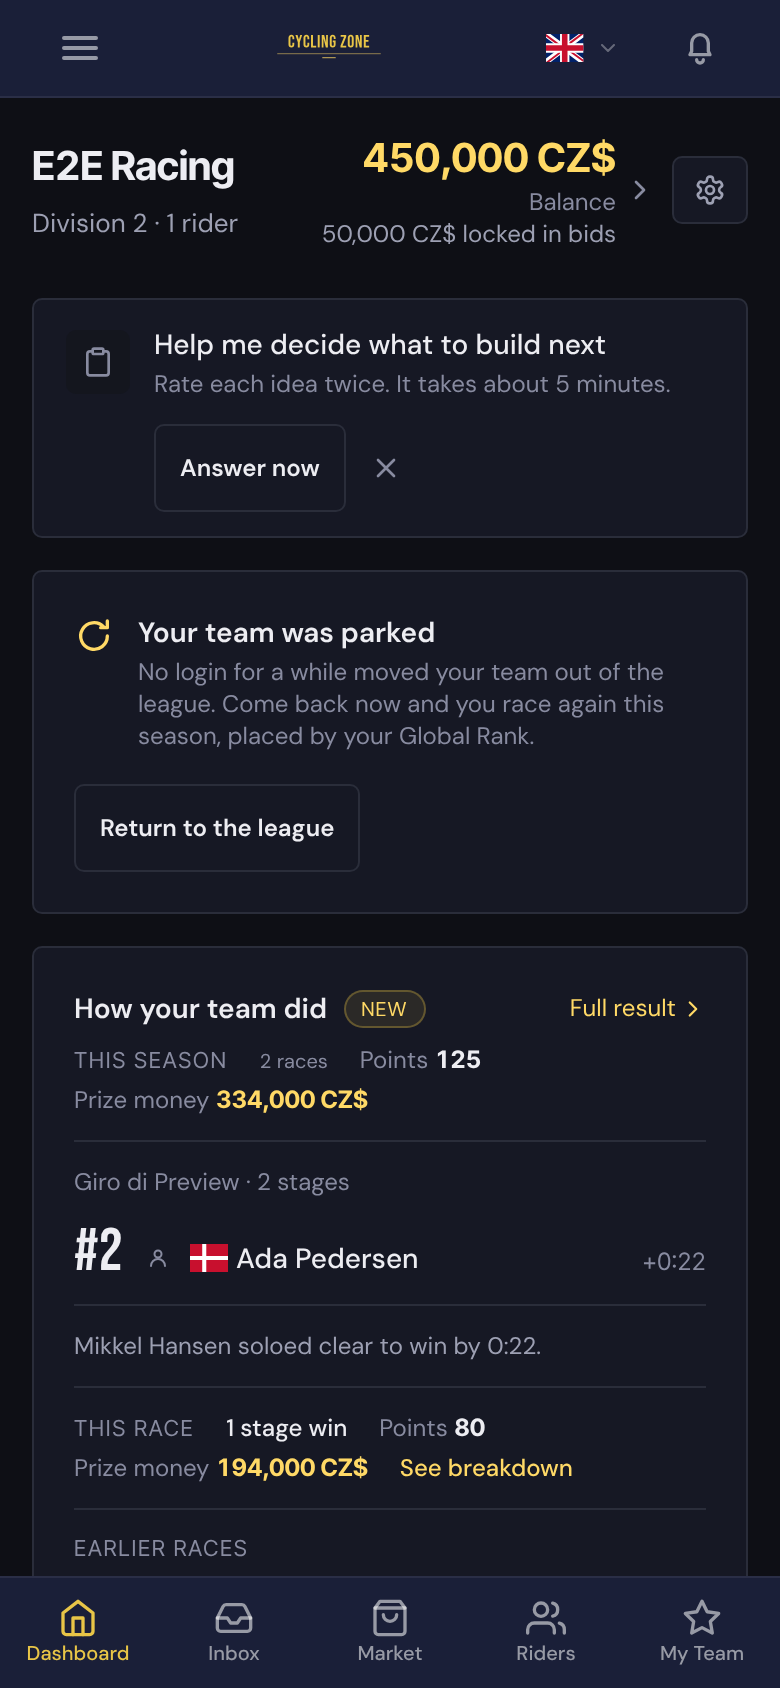 CYCLING ZONE
E2E Racing
Division 2 · 1 rider
450,000 CZ$
Balance
50,000 CZ$ locked in bids
Help me decide what to build next
Rate each idea twice. It takes about 5 minutes.
Answer now
Your team was parked
No login for a while moved your team out of the
league. Come back now and you race again this
season, placed by your Global Rank.
Return to the league
How your team did NEW Full result
THIS SEASON 2 races Points 125
Prize money 334,000 CZ$
Giro di Preview · 2 stages
#2 Ada Pedersen +0:22
Mikkel Hansen soloed clear to win by 0:22.
THIS RACE 1 stage win Points 80
Prize money 194,000 CZ$ See breakdown
EARLIER RACES
Dashboard Inbox Market Riders My Team